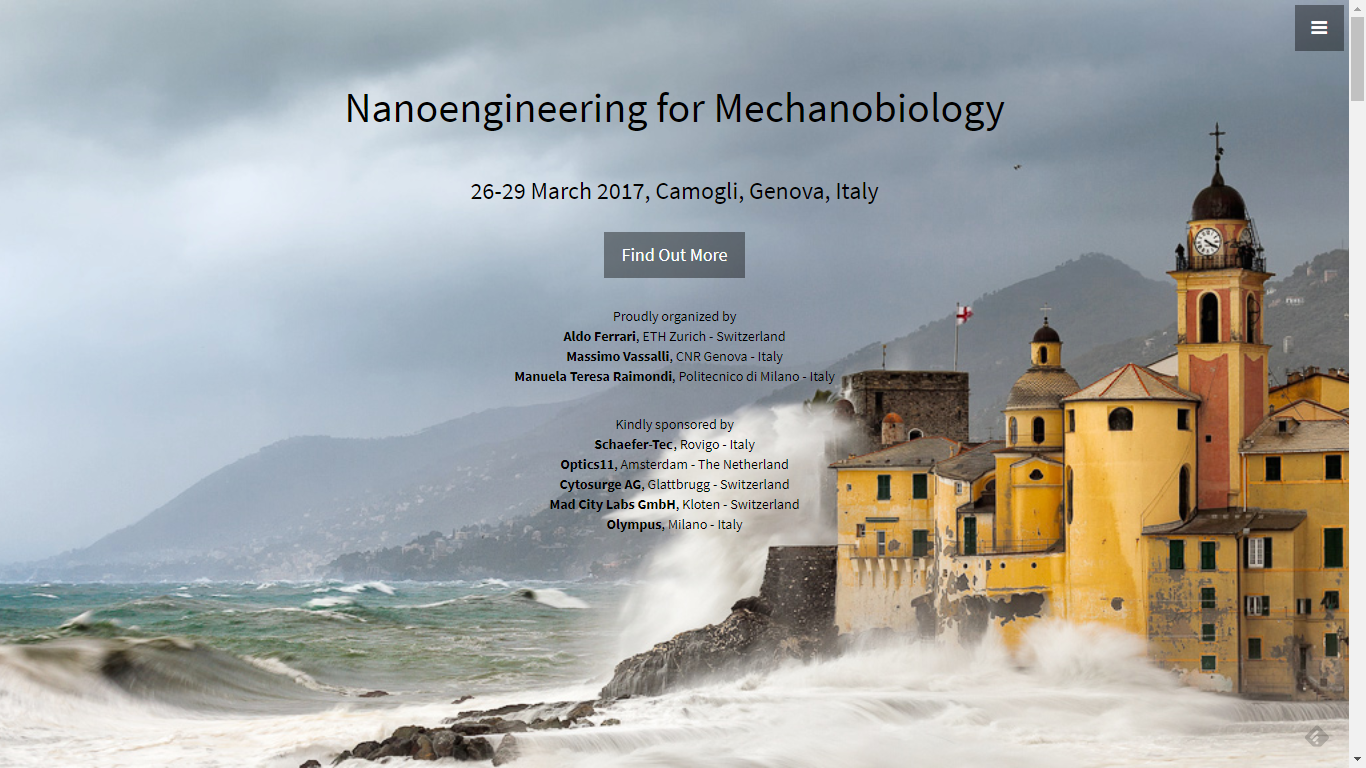 Nanoengineering for Mechanobiology
26-29 March 2017, Camogli, Genova, Italy
Find Out More
Proudly organized by
Aldo Ferrari, ETH Zurich - Switzerland
Massimo Vassalli, CNR Genova - Italy
Manuela Teresa Raimondi, Politecnico di Milano - Italy
Kindly sponsored by
Schaefer-Tec, Rovigo - Italy
Optics11, Amsterdam - The Netherland
Cytosurge AG, Glattbrugg - Switzerland
Mad City Labs GmbH, Kloten - Switzerland
Olympus, Milano - Italy